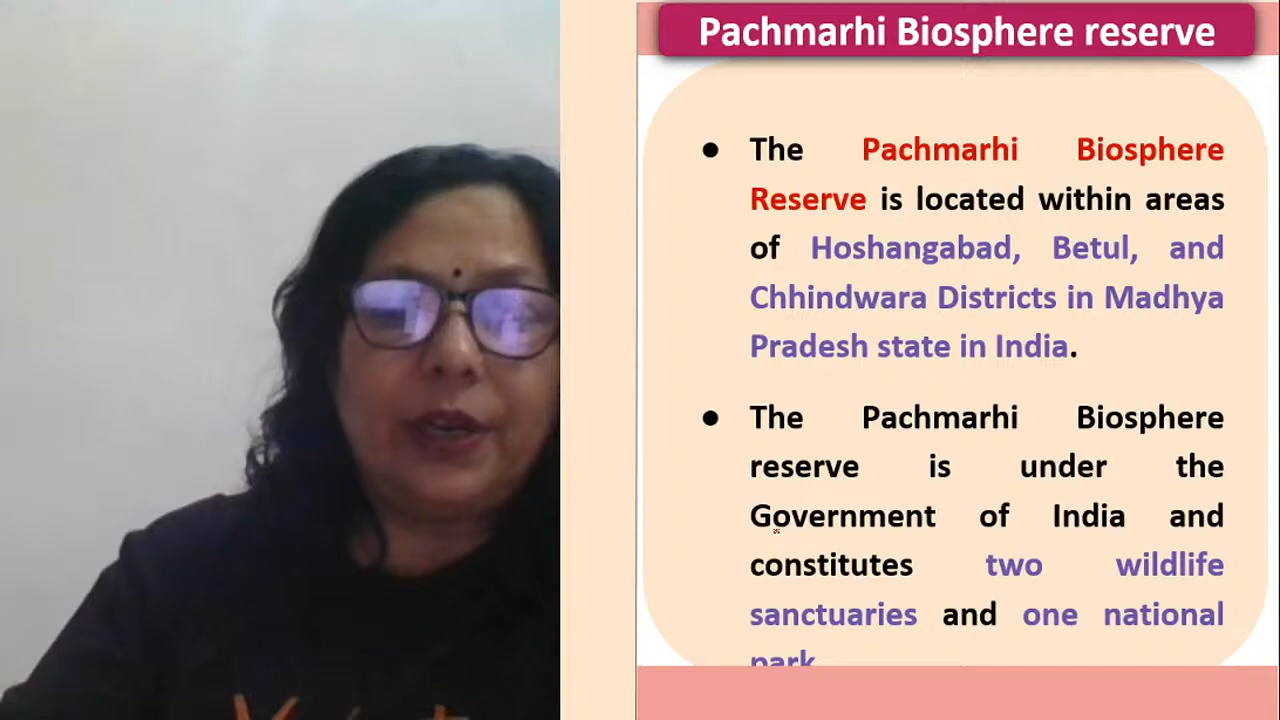 Pachmarhi Biosphere reserve
● The Pachmarhi Biosphere
Reserve is located within areas
of Hoshangabad, Betul, and
Chhindwara Districts in Madhya
Pradesh state in India.
● The Pachmarhi Biosphere
reserve is under the
Government of India and
constitutes two wildlife
sanctuaries and one national
park